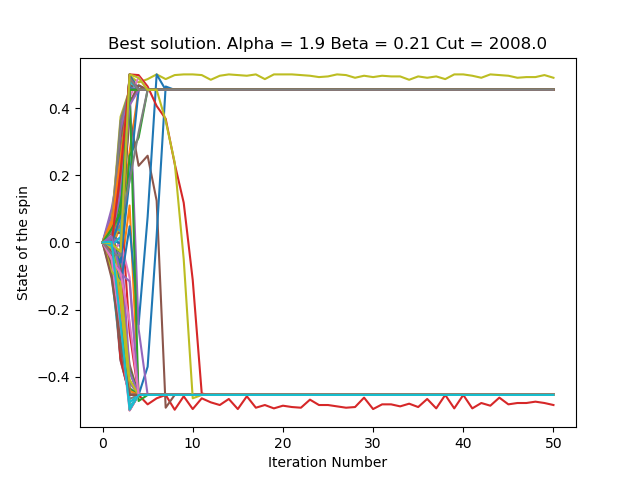 Best solution. Alpha = 1.9 Beta = 0.21 Cut = 2008.0
State of the spin
0.4
0.2
0.0
−0.2
−0.4
0 10 20 30 40 50
Iteration Number